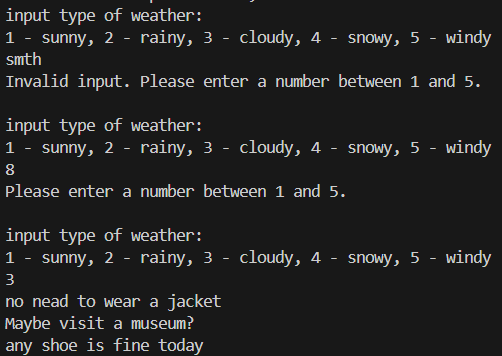 input type of weather:
1 - sunny, 2 - rainy, 3 - cloudy, 4 - snowy, 5 - windy
smth
Invalid input. Please enter a number between 1 and 5.
input type of weather:
1 - sunny, 2 - rainy, 3 - cloudy, 4 - snowy, 5 - windy
8
Please enter a number between 1 and 5.
input type of weather:
1 - sunny, 2 - rainy, 3 - cloudy, 4 - snowy, 5 - windy
3
no nead to wear a jacket
Maybe visit a museum?
any shoe is fine today